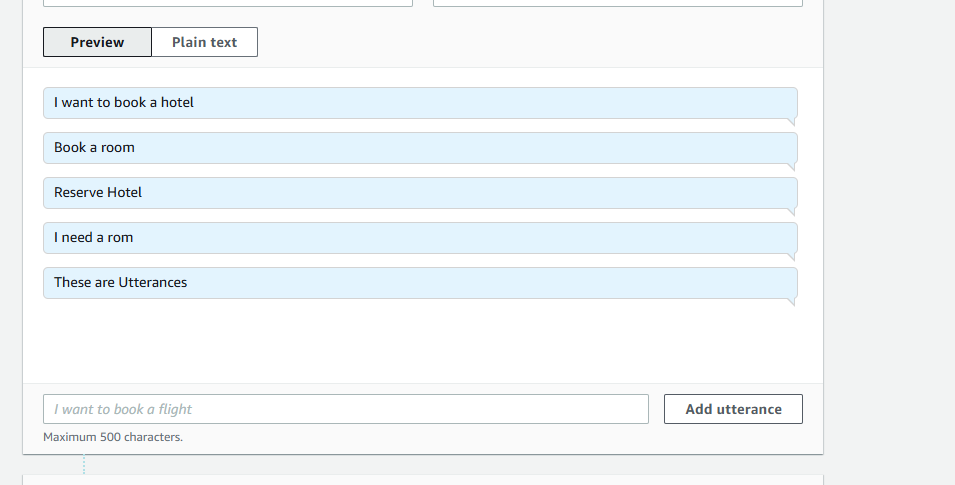 Preview Plain text
I want to book a hotel
Book a room
Reserve Hotel
I need a rom
These are Utterances
I want to book a flight Add utterance
Maximum 500 characters.